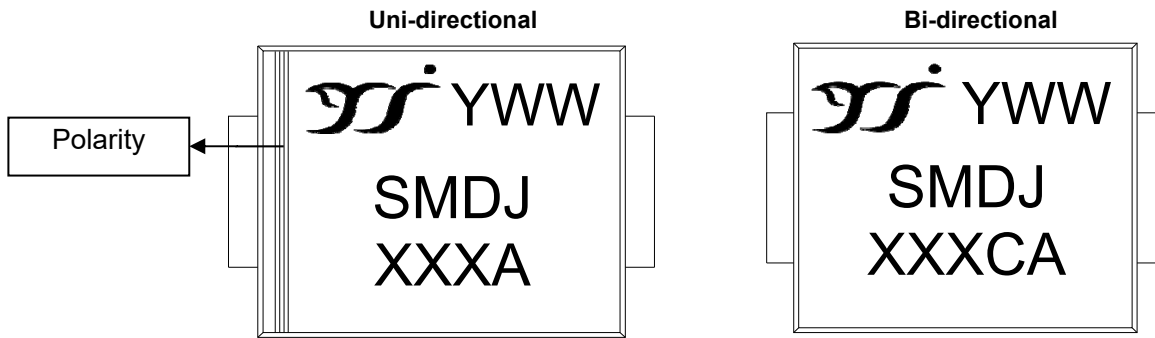 Uni-directional
Bi-directional
Polarity
YWW
SMDJ
XXXA
YWW
SMDJ
XXXCA